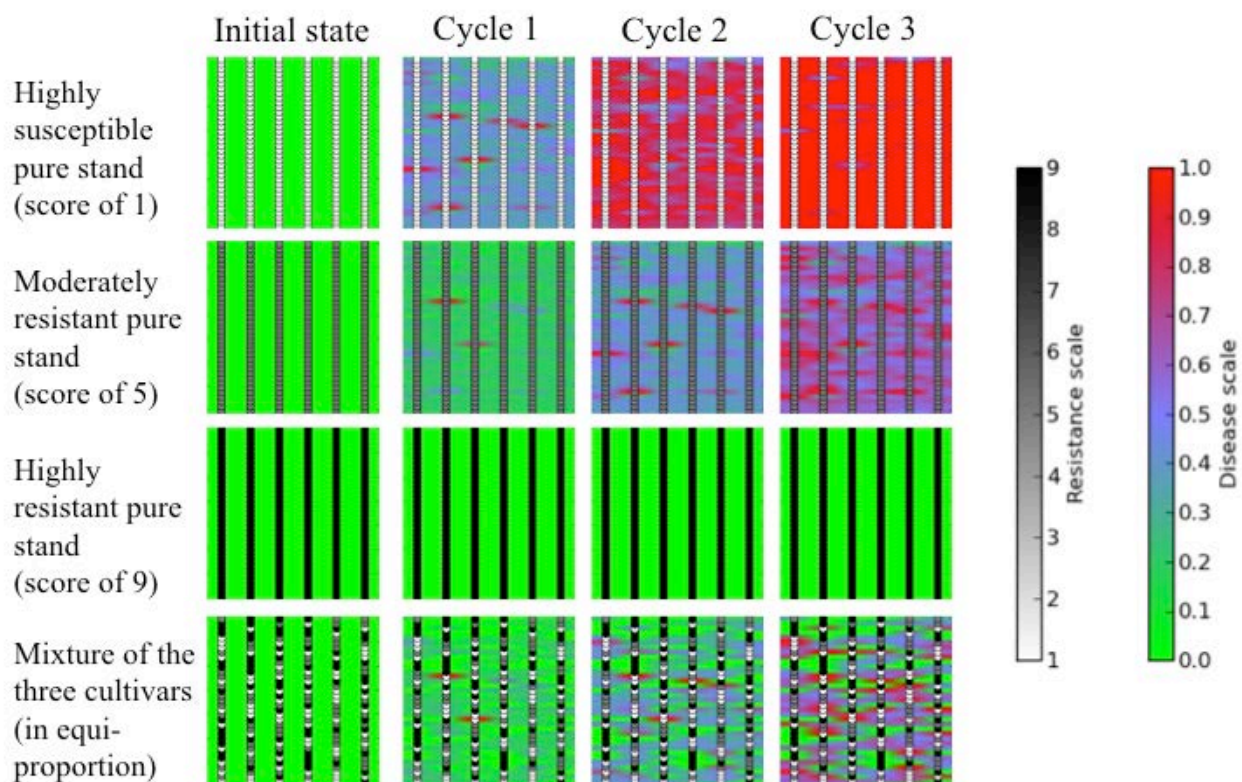 Initial state Cycle 1 Cycle 2 Cycle 3
Highly
susceptible
pure stand
(score of 1)
Moderately
resistant pure
stand
(score of 5)
Highly
resistant pure
stand
(score of 9)
Mixture of the
three cultivars
(in equi-
proportion)
9
8
7
6
5
4
3
2
1
Resistance scale
1.0
0.9
0.8
0.7
0.6
0.5
0.4
0.3
0.2
0.1
0.0
Disease scale